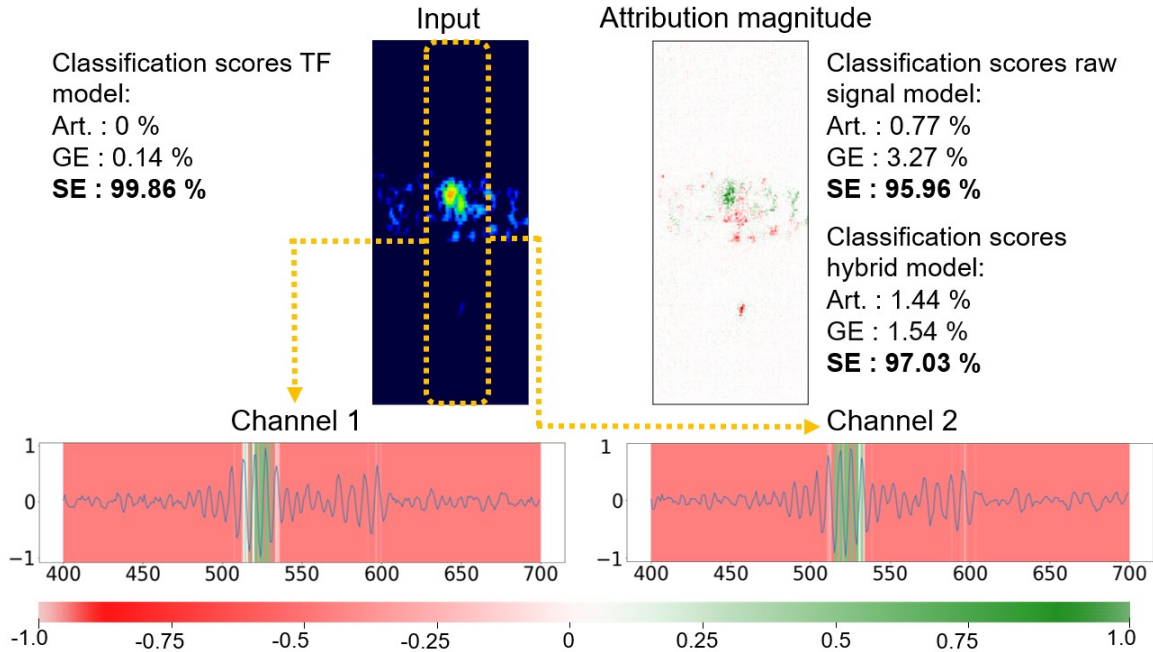 Input
Attribution magnitude
Classification scores TF
model:
Art. : 0 %
GE : 0.14 %
SE : 99.86 %
Classification scores raw
signal model:
Art. : 0.77 %
GE : 3.27 %
SE : 95.96 %
Classification scores
hybrid model:
Art. : 1.44 %
GE : 1.54 %
SE : 97.03 %
Channel 1
1
0
−1
400 450 500 550 600 650 700
Channel 2
1
0
−1
400 450 500 550 600 650 700
-1.0 -0.75 -0.5 -0.25 0 0.25 0.5 0.75 1.0